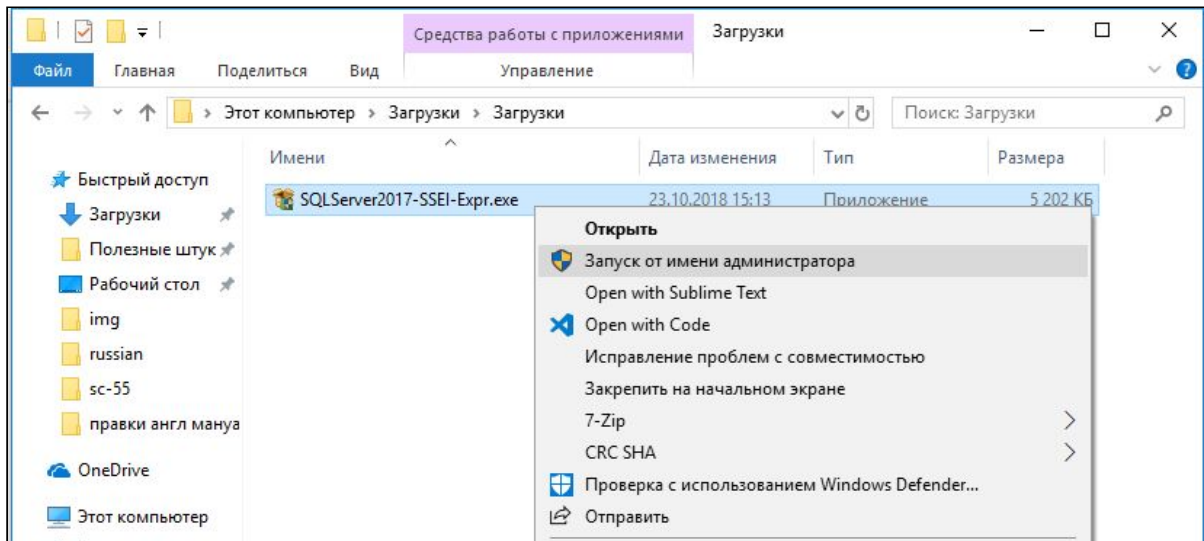 Средства работы с приложениями Загрузки
Файл Главная Поделиться Вид Управление
Этот компьютер > Загрузки > Загрузки Поиск: Загрузки
Имени Дата изменения Тип Размера
Быстрый доступ
SQLServer2017-SSEI-Expr.exe 23.10.2018 15:13 Приложение 5 202 КБ
Загрузки
Открыть
Полезные штук
Запуск от имени администратора
Рабочий стол
Open with Sublime Text
img
Open with Code
russian
Исправление проблем с совместимостью
sc-55
Закрепить на начальном экране
правки англ мануа
7-Zip
CRC SHA
OneDrive
Проверка с использованием Windows Defender...
Этот компьютер
Отправить